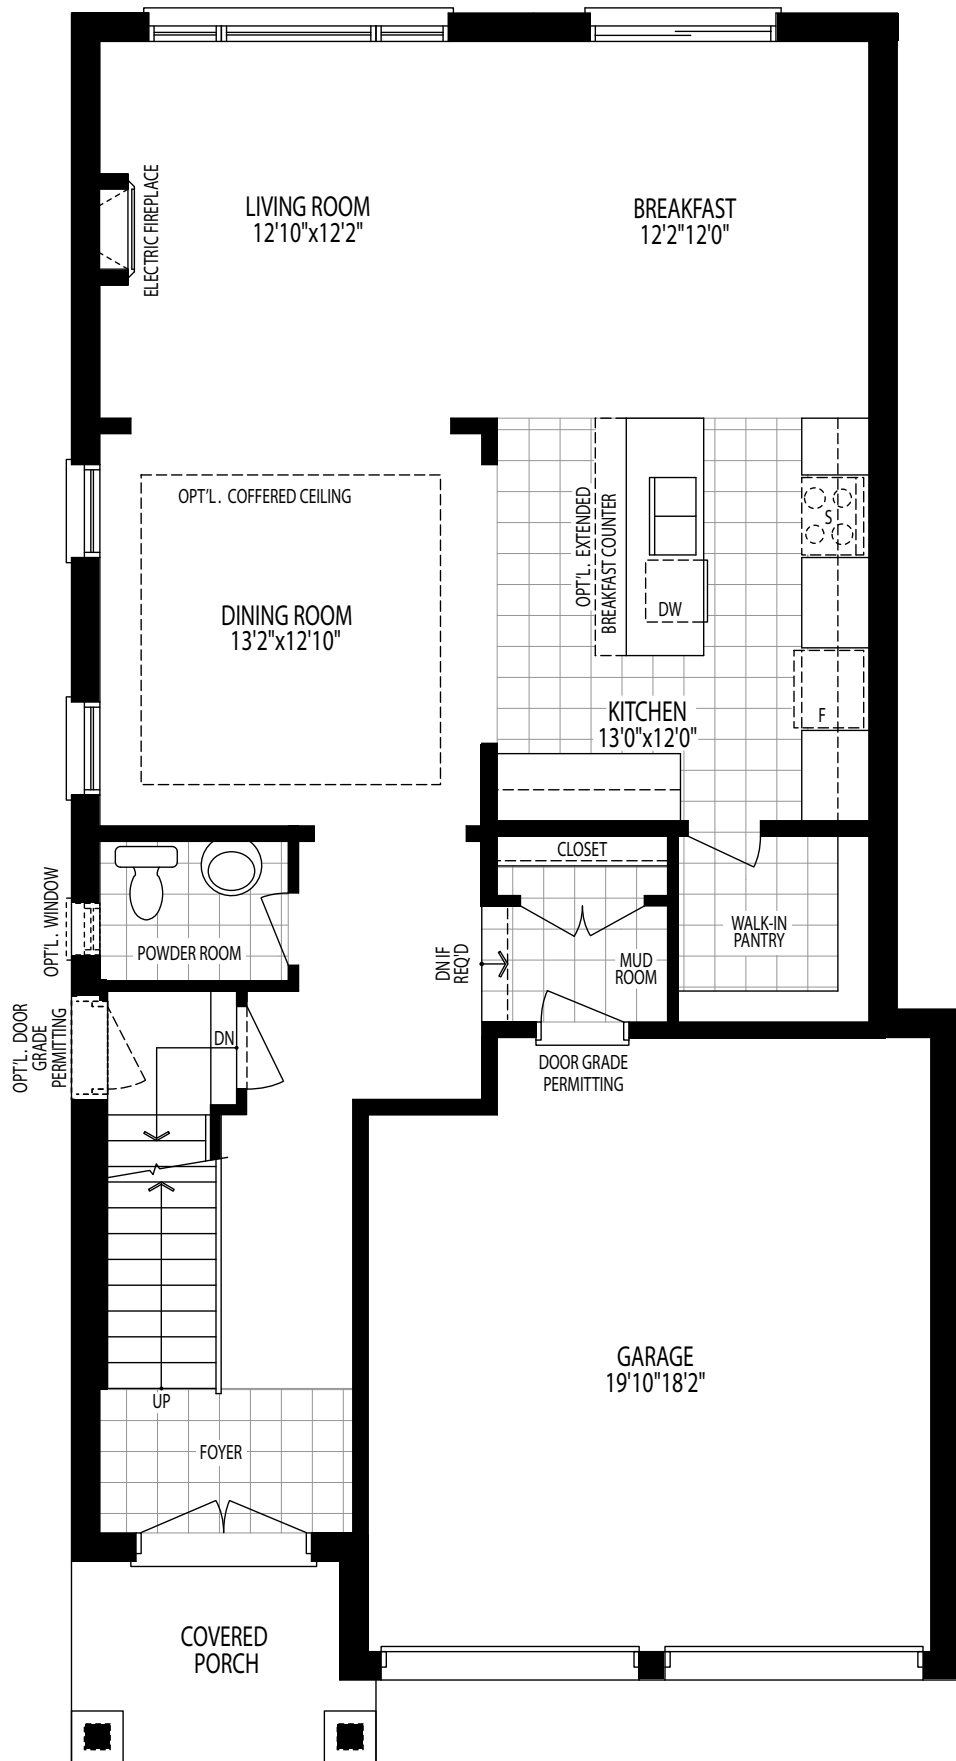 ELECTRIC FIREPLACE
LIVING ROOM
12'10"x12'2"
BREAKFAST
12'2"12'0"
OPT'L. COFFERED CEILING
DINING ROOM
13'2"x12'10"
OPT'L. EXTENDED
BREAKFAST COUNTER
S
DW
F
KITCHEN
13'0"x12'0"
CLOSET
OPT'L. WINDOW
POWDER ROOM
DN IF
REQ'D
MUD
ROOM
WALK-IN
PANTRY
OPT'L. DOOR
GRADE
PERMITTING
DN
DOOR GRADE
PERMITTING
GARAGE
19'10"18'2"
UP
FOYER
COVERED
PORCH